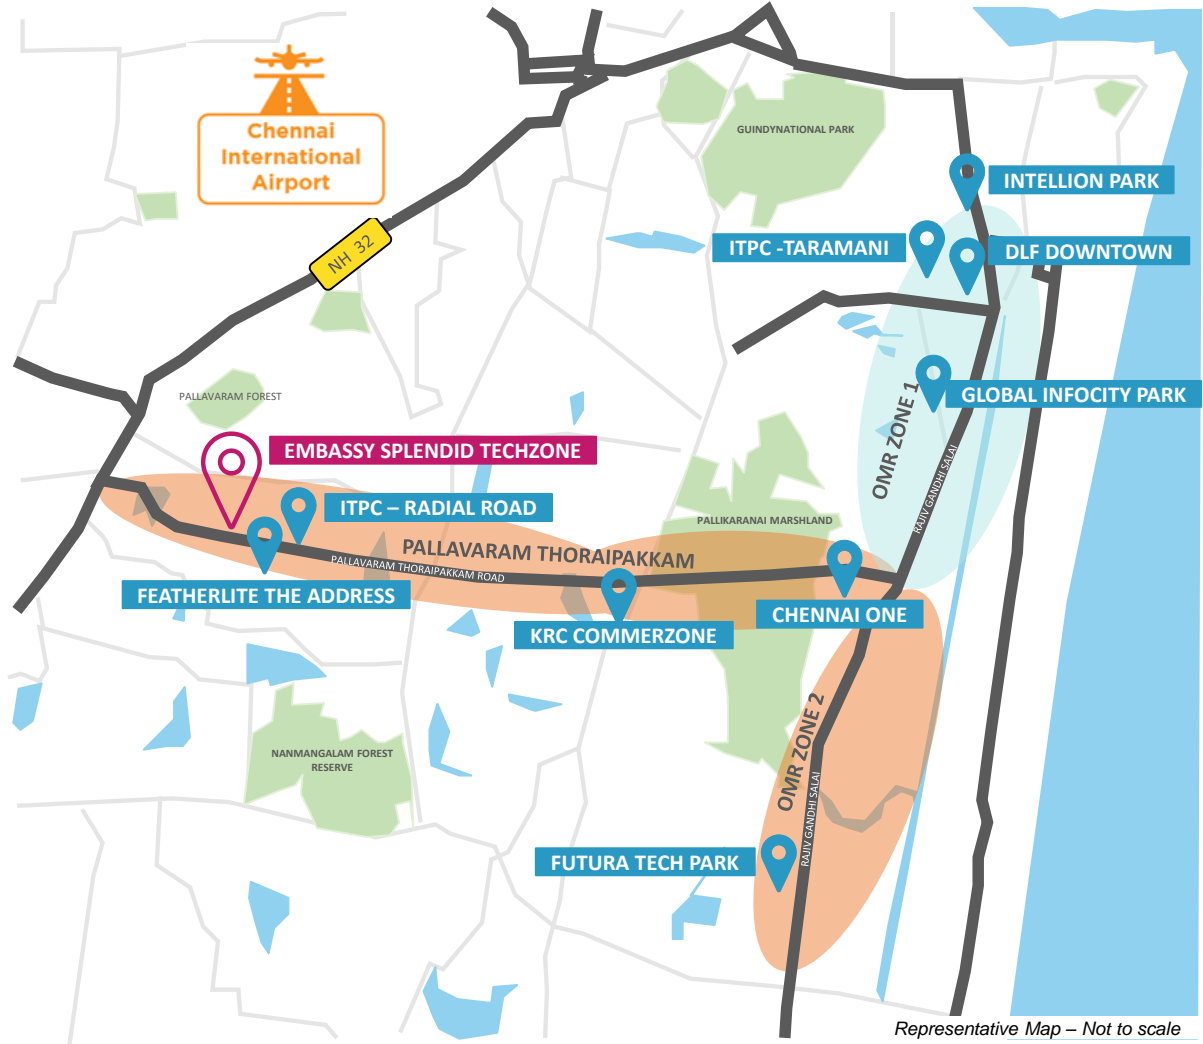 Chennai
International
Airport
GUINDYNATIONAL PARK
INTELLION PARK
ITPC -TARAMANI
DLF DOWNTOWN
NH 32
PALLAVARAM FOREST
GLOBAL INFOCITY PARK
OMR ZONE 1
RAJIV GANDHI SALAI
EMBASSY SPLENDID TECHZONE
ITPC – RADIAL ROAD
PALLIKARANAI MARSHLAND
PALLAVARAM THORAIPAKKAM
PALLAVARAM THORAIPAKKAM ROAD
FEATHERLITE THE ADDRESS
CHENNAI ONE
KRC COMMERZONE
OMR ZONE 2
RAJIV GANDHI SALAI
NANMANGALAM FOREST
RESERVE
FUTURA TECH PARK
Representative Map – Not to scale